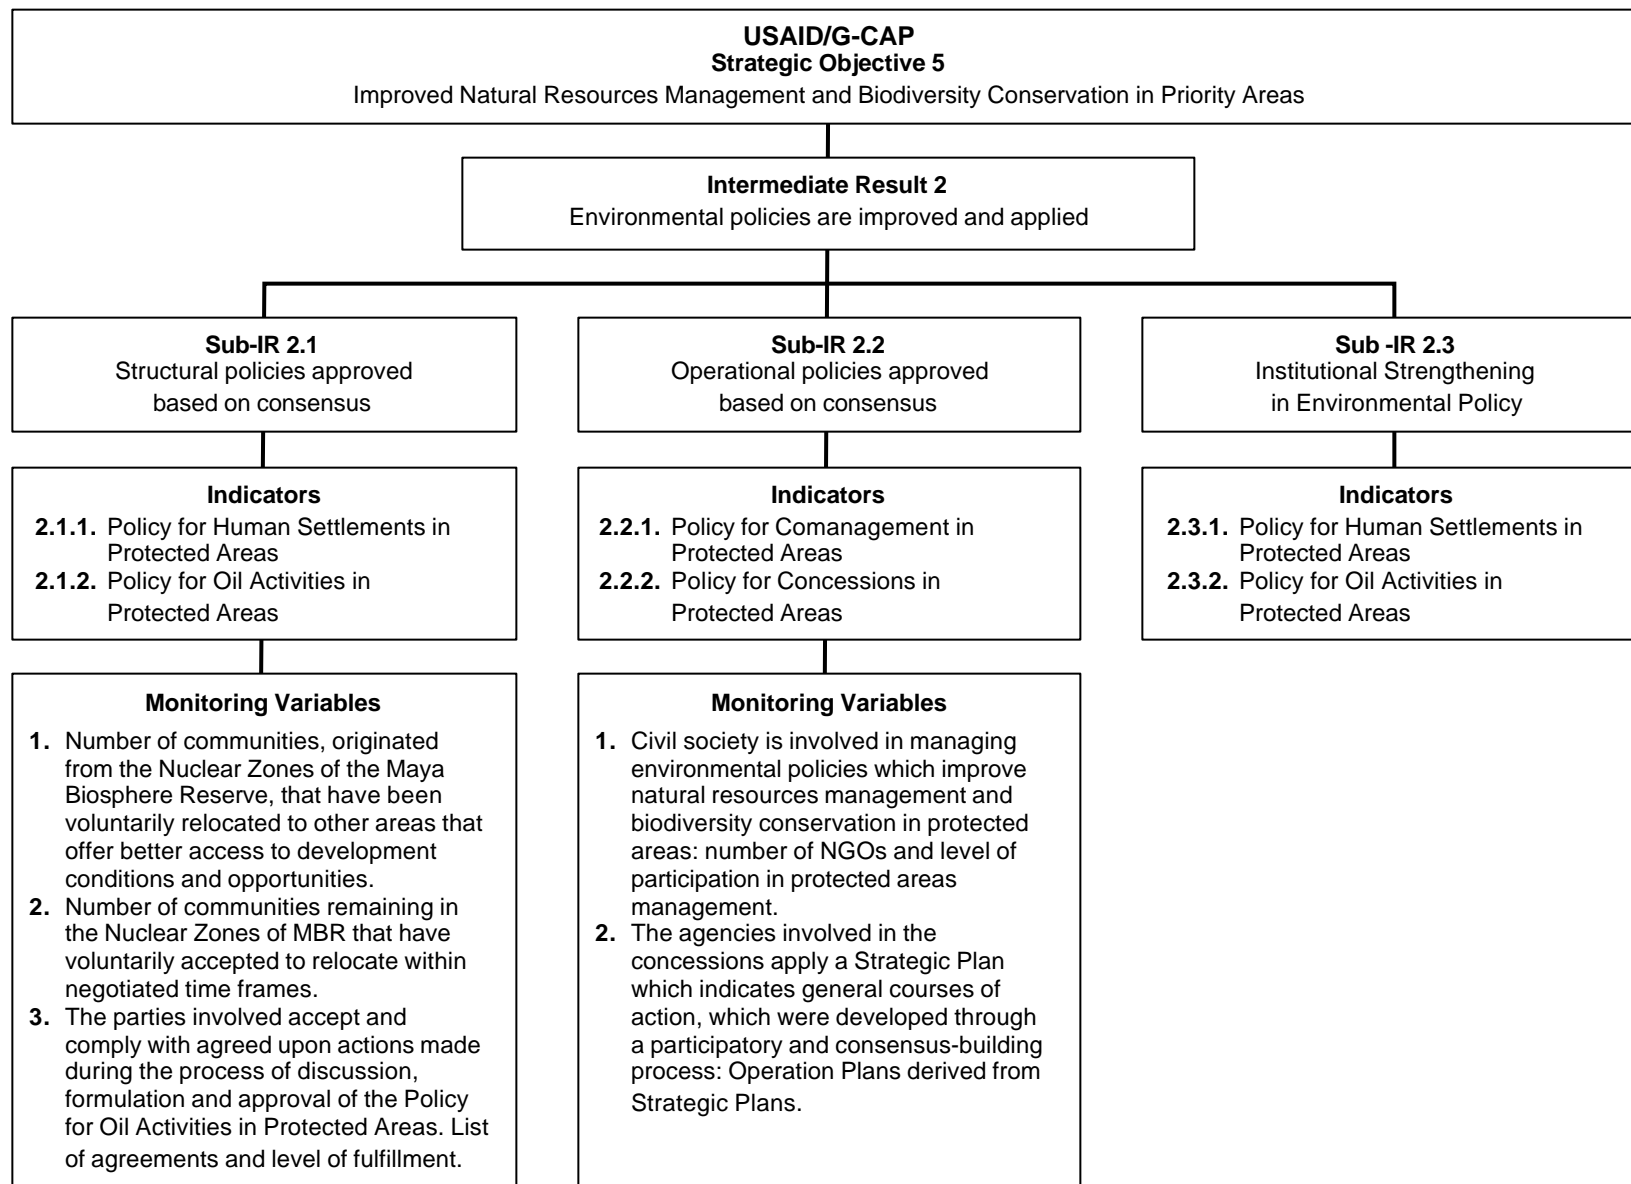 USAID/G-CAP
Strategic Objective 5
Improved Natural Resources Management and Biodiversity Conservation in Priority Areas
Intermediate Result 2
Environmental policies are improved and applied
Sub-IR 2.1
Structural policies approved
based on consensus
Sub-IR 2.2
Operational policies approved
based on consensus
Sub -IR 2.3
Institutional Strengthening
in Environmental Policy
Indicators
2.1.1. Policy for Human Settlements in
Protected Areas
2.1.2. Policy for Oil Activities in
Protected Areas
Indicators
2.2.1. Policy for Comanagement in
Protected Areas
2.2.2. Policy for Concessions in
Protected Areas
Indicators
2.3.1. Policy for Human Settlements in
Protected Areas
2.3.2. Policy for Oil Activities in
Protected Areas
Monitoring Variables
1. Number of communities, originated
from the Nuclear Zones of the Maya
Biosphere Reserve, that have been
voluntarily relocated to other areas that
offer better access to development
conditions and opportunities.
2. Number of communities remaining in
the Nuclear Zones of MBR that have
voluntarily accepted to relocate within
negotiated time frames.
3. The parties involved accept and
comply with agreed upon actions made
during the process of discussion,
formulation and approval of the Policy
for Oil Activities in Protected Areas. List
of agreements and level of fulfillment.
Monitoring Variables
1. Civil society is involved in managing
environmental policies which improve
natural resources management and
biodiversity conservation in protected
areas: number of NGOs and level of
participation in protected areas
management.
2. The agencies involved in the
concessions apply a Strategic Plan
which indicates general courses of
action, which were developed through
a participatory and consensus-building
process: Operation Plans derived from
Strategic Plans.